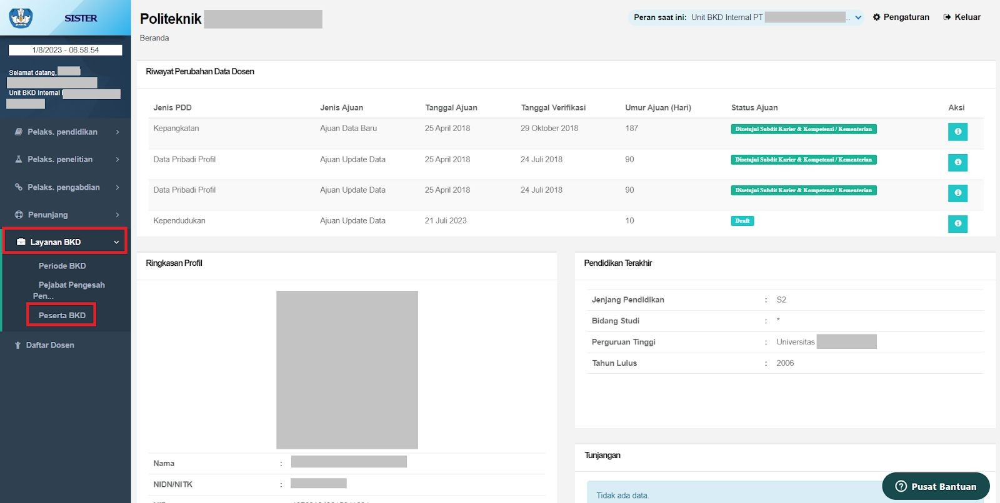 SISTER
1/8/2023 - 06.58.54
Selamat datang,
Unit BKD Internal
Pelaks. pendidikan
Pelaks. penelitian
Pelaks. pengabdian
Penunjang
Layanan BKD
Periode BKD
Pejabat Pengesah
Pen...
Peserta BKD
Daftar Dosen
Politeknik
Peran saat ini: Unit BKD Internal PT .. Pengaturan Keluar
Beranda
Riwayat Perubahan Data Dosen
Jenis PDD Jenis Ajuan Tanggal Ajuan Tanggal Verifikasi Umur Ajuan (Hari) Status Ajuan Aksi
Kepangkatan Ajuan Data Baru 25 April 2018 29 Oktober 2018 187 Disetujui Subdit Karier & Kompetensi / Kementerian
Data Pribadi Profil Ajuan Update Data 25 April 2018 24 Juli 2018 90 Disetujui Subdit Karier & Kompetensi / Kementerian
Data Pribadi Profil Ajuan Update Data 25 April 2018 24 Juli 2018 90 Disetujui Subdit Karier & Kompetensi / Kementerian
Kependudukan Ajuan Update Data 21 Juli 2023 10 Draft
Ringkasan Profil
Nama :
NIDN/NITK :
Pendidikan Terakhir
Jenjang Pendidikan : S2
Bidang Studi : *
Perguruan Tinggi : Universitas
Tahun Lulus : 2006
Tunjangan
Tidak ada data.
Pusat Bantuan